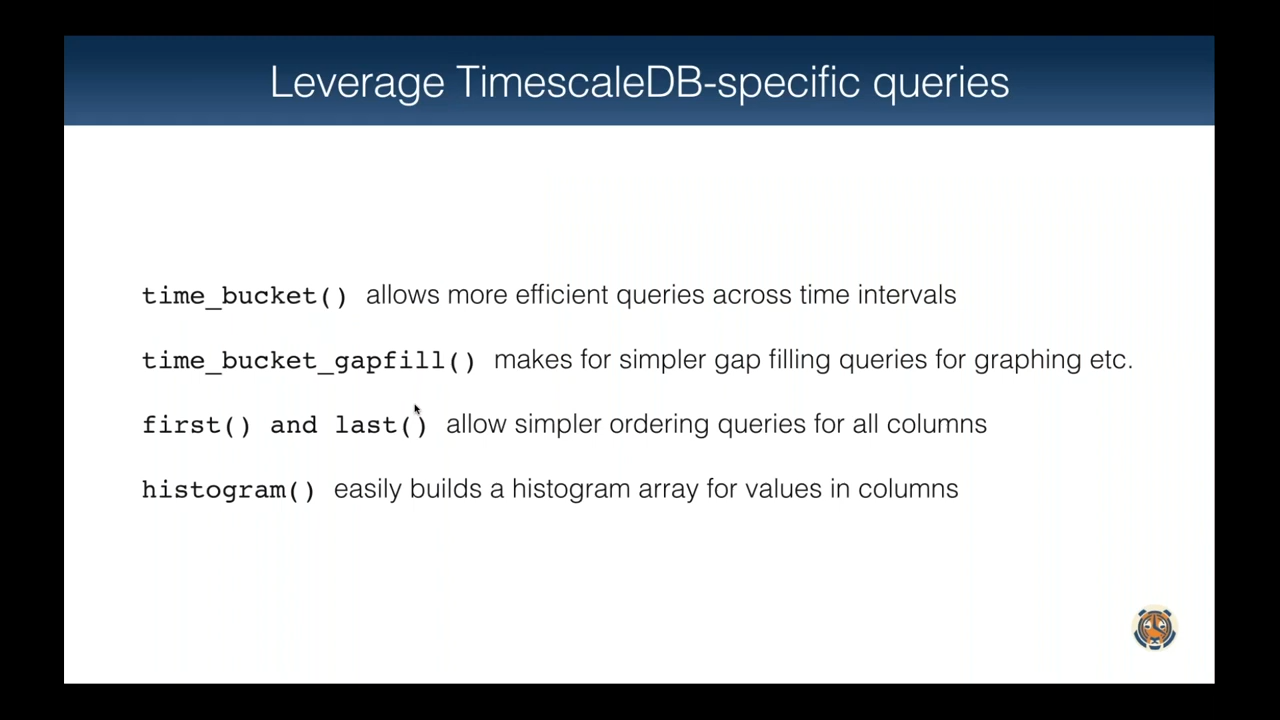 Leverage TimescaleDB-specific queries
time_bucket() allows more efficient queries across time intervals
time_bucket_gapfill() makes for simpler gap filling queries for graphing etc.
first() and last() allow simpler ordering queries for all columns
histogram() easily builds a histogram array for values in columns